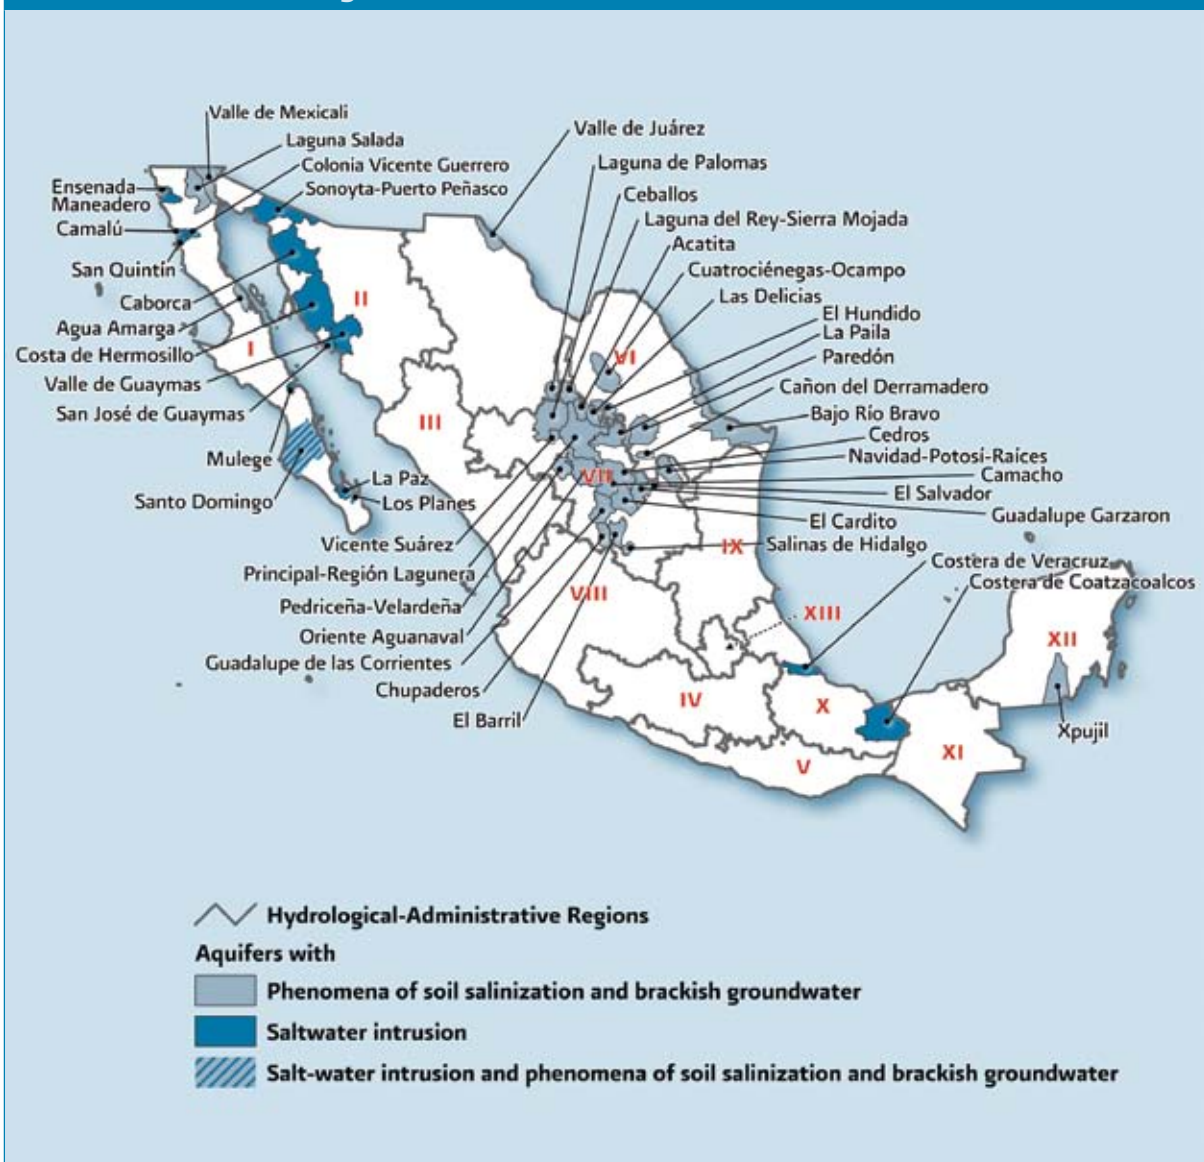 Valle de Mexicali
Laguna Salada
Colonia Vicente Guerrero
Sonoyta-Puerto Peñasco
Ensenada
Maneadero
Camalú
San Quintín
Caborca
Agua Amarga
Costa de Hermosillo
Valle de Guaymas
San José de Guaymas
Mulege
Santo Domingo
La Paz
Los Planes
Vicente Suárez
Principal-Región Lagunera
Pedriceña-Velardeña
Oriente Aguanaval
Guadalupe de las Corrientes
Chupaderos
El Barril
Valle de Juárez
Laguna de Palomas
Ceballos
Laguna del Rey-Sierra Mojada
Acatita
Cuatrociénegas-Ocampo
Las Delicias
El Hundido
La Paila
Paredón
Cañon del Derramadero
Bajo Río Bravo
Cedros
Navidad-Potosí-Raíces
Camacho
El Salvador
Guadalupe Garzaron
El Cardito
Salinas de Hidalgo
Costera de Veracruz
Costera de Coatzacoalcos
Xpujil
I
II
III
IV
V
VI
VII
VIII
IX
X
XI
XII
XIII
Hydrological-Administrative Regions
Aquifers with
Phenomena of soil salinization and brackish groundwater
Saltwater intrusion
Salt-water intrusion and phenomena of soil salinization and brackish groundwater